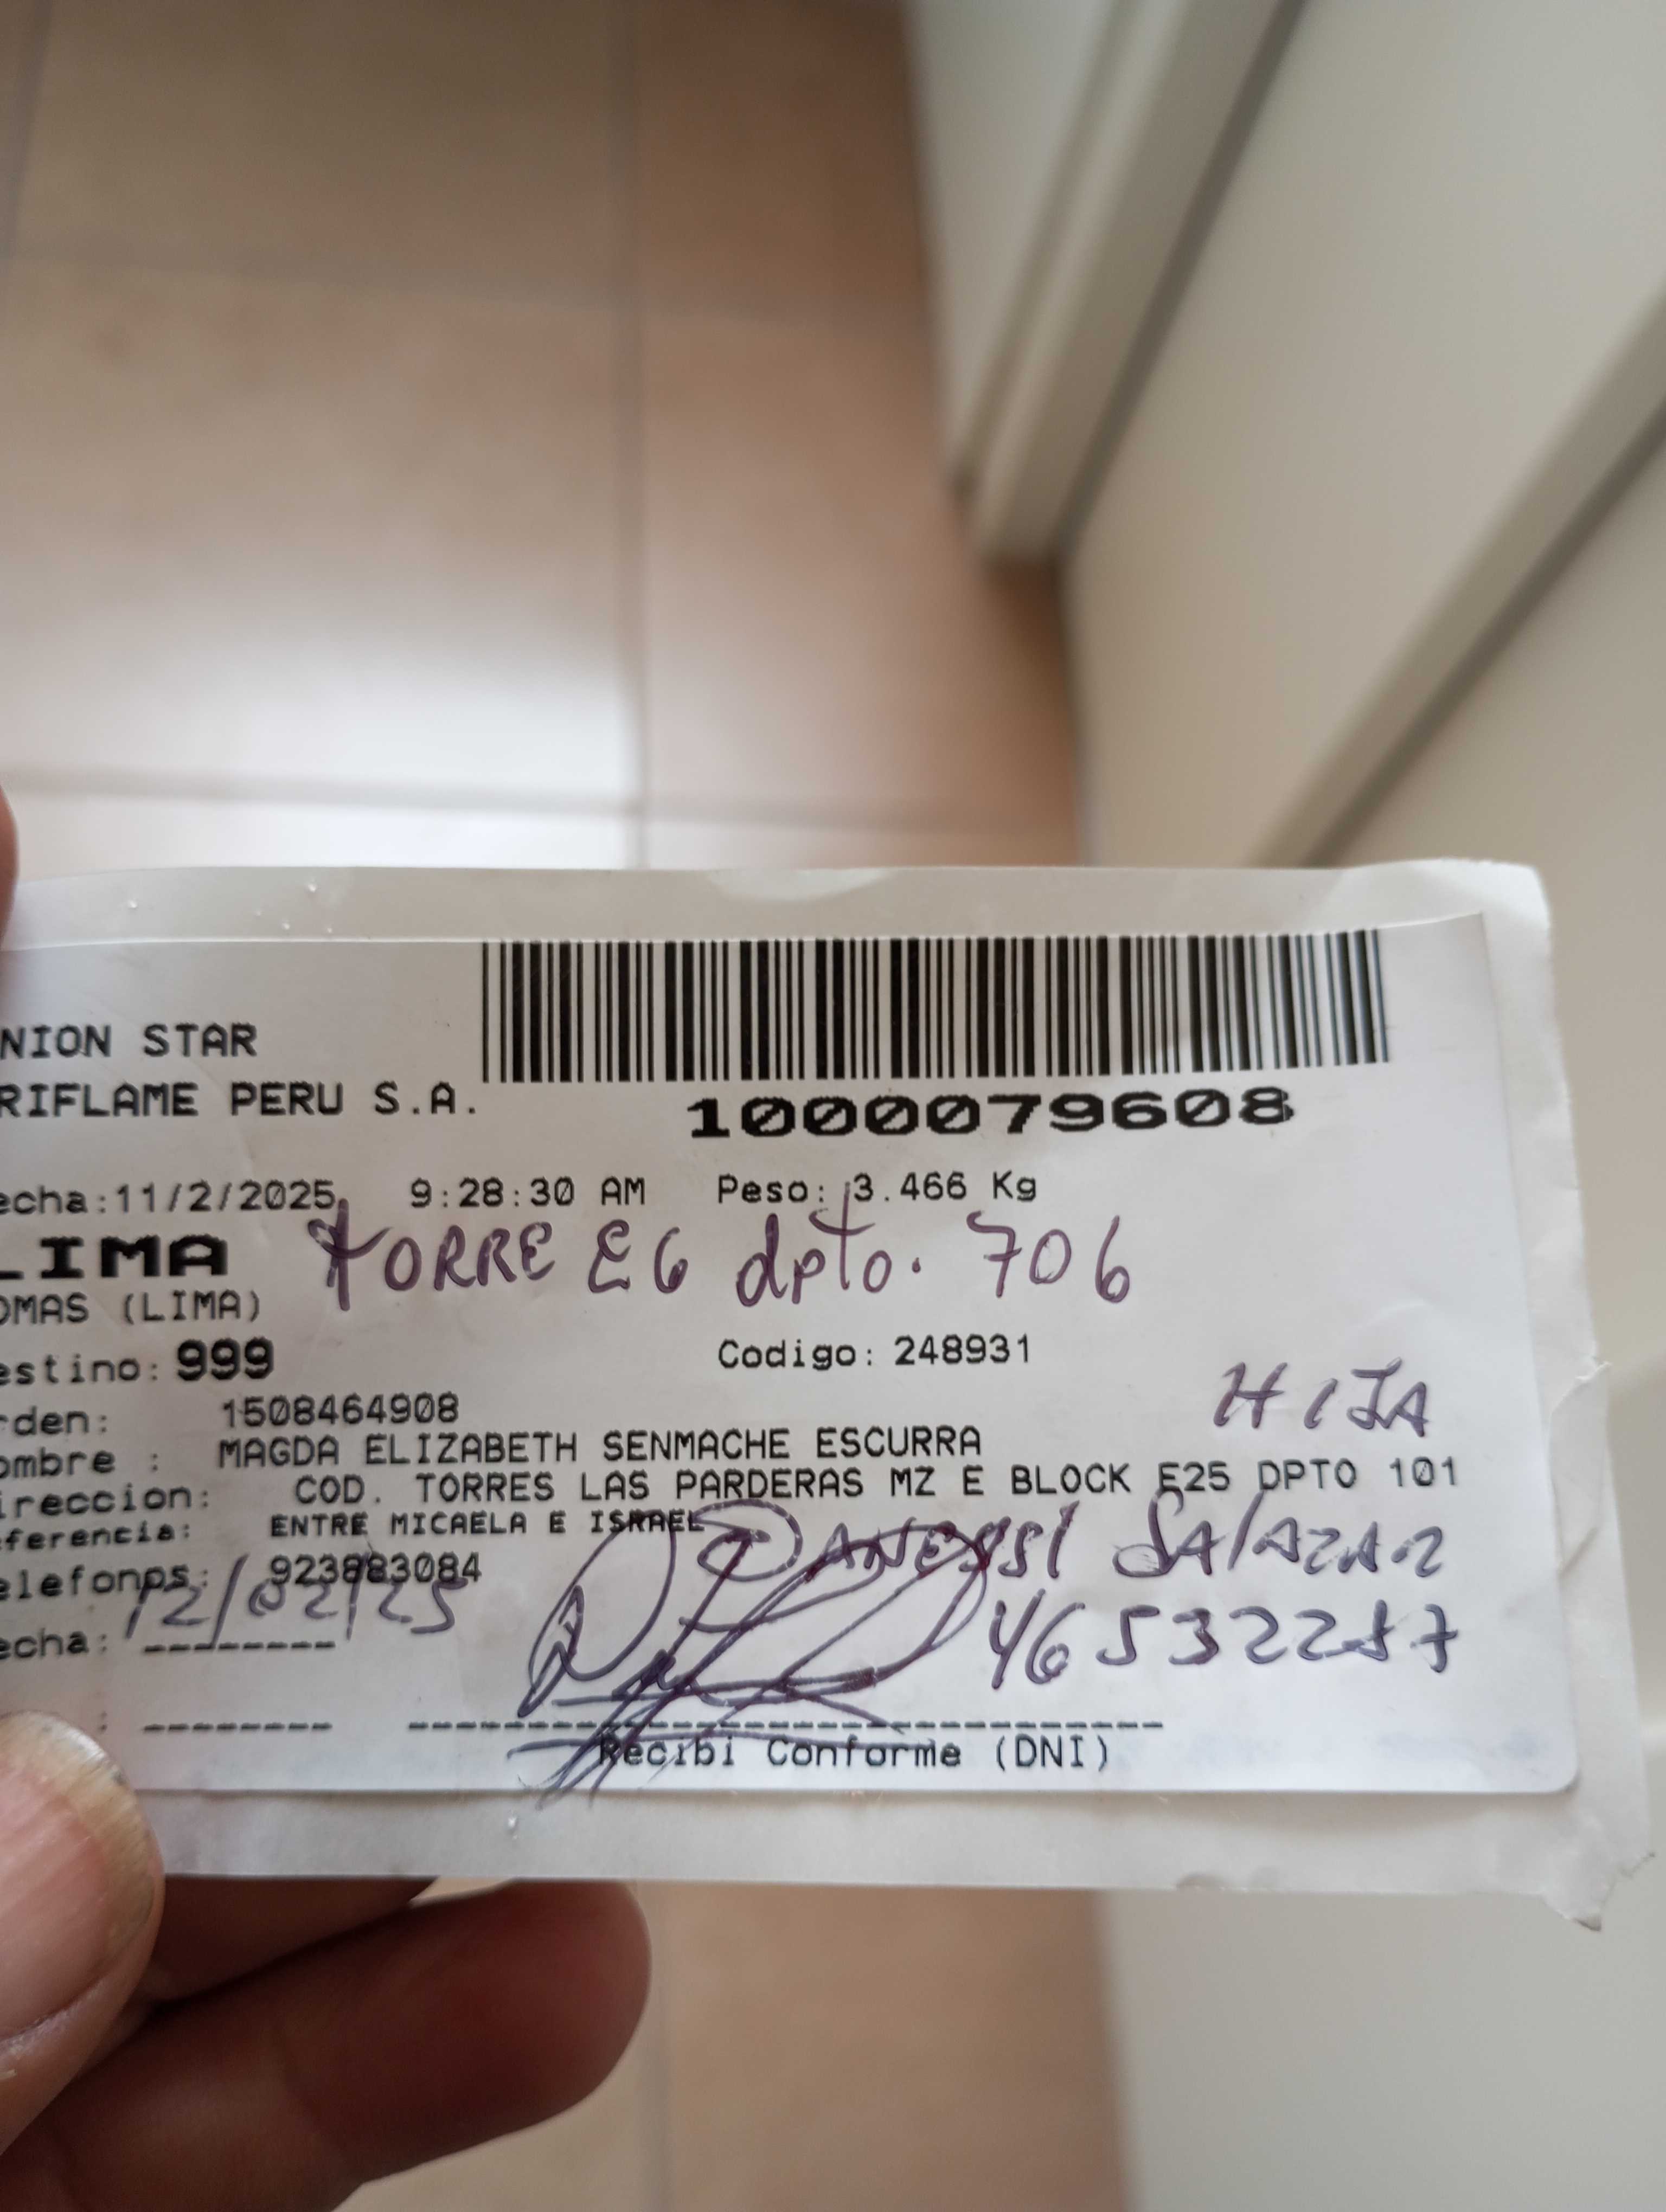 NION STAR
RIFLAME PERU S.A.
1000079608
echa:11/2/2025 9:28:30 AM Peso: 3.466 Kg
LIMA TORRE E6 dpto. 706
OMAS (LIMA)
estino: 999 Codigo: 248931
HIJA
rden: 1508464908
ombre : MAGDA ELIZABETH SENMACHE ESCURRA
ireccion: COD. TORRES LAS PARDERAS MZ E BLOCK E25 DPTO 101
ferencia: ENTRE MICAELA E ISRAEL
SALAZAR
elefonos: 923883084
echa: 12/02/25
Recibi Conforme (DNI)